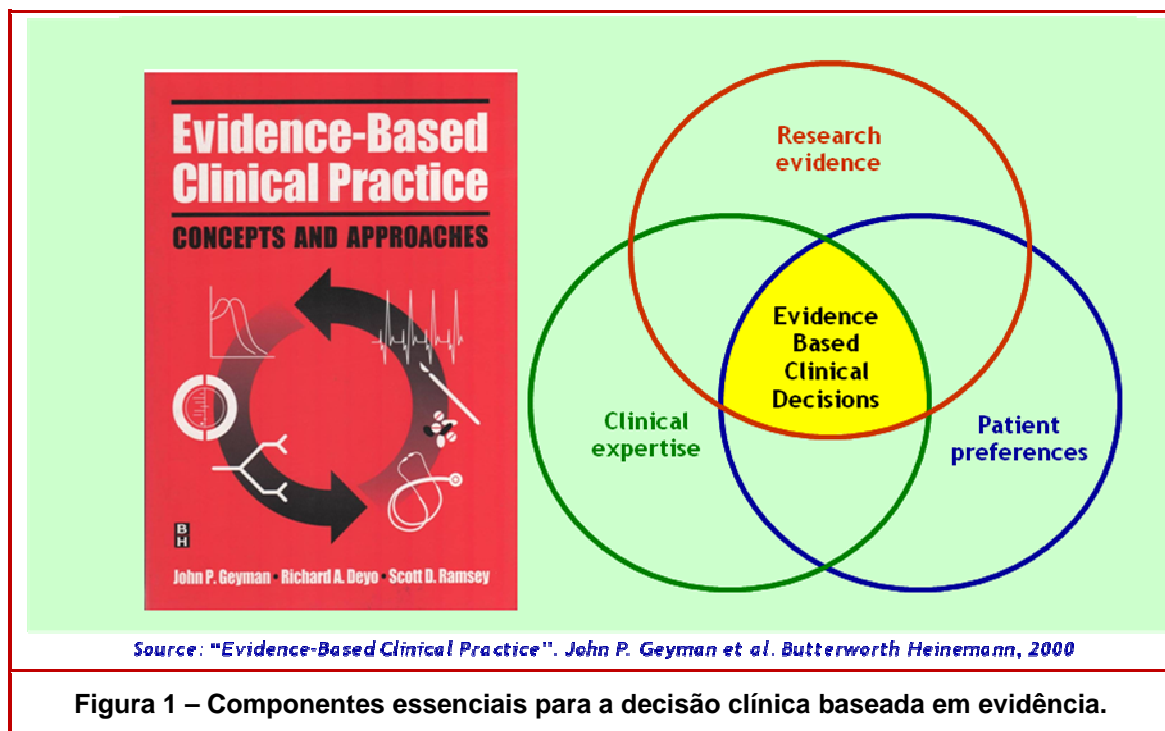 Evidence-Based
Clinical Practice
CONCEPTS AND APPROACHES
B
H
John P. Geyman • Richard A. Deyo • Scott D. Ramsey
Research
evidence
Evidence
Based
Clinical
Decisions
Clinical
expertise
Patient
preferences
Source: “Evidence-Based Clinical Practice”. John P. Geyman et al. Butterworth Heinemann, 2000
Figura 1 – Componentes essenciais para a decisão clínica baseada em evidência.